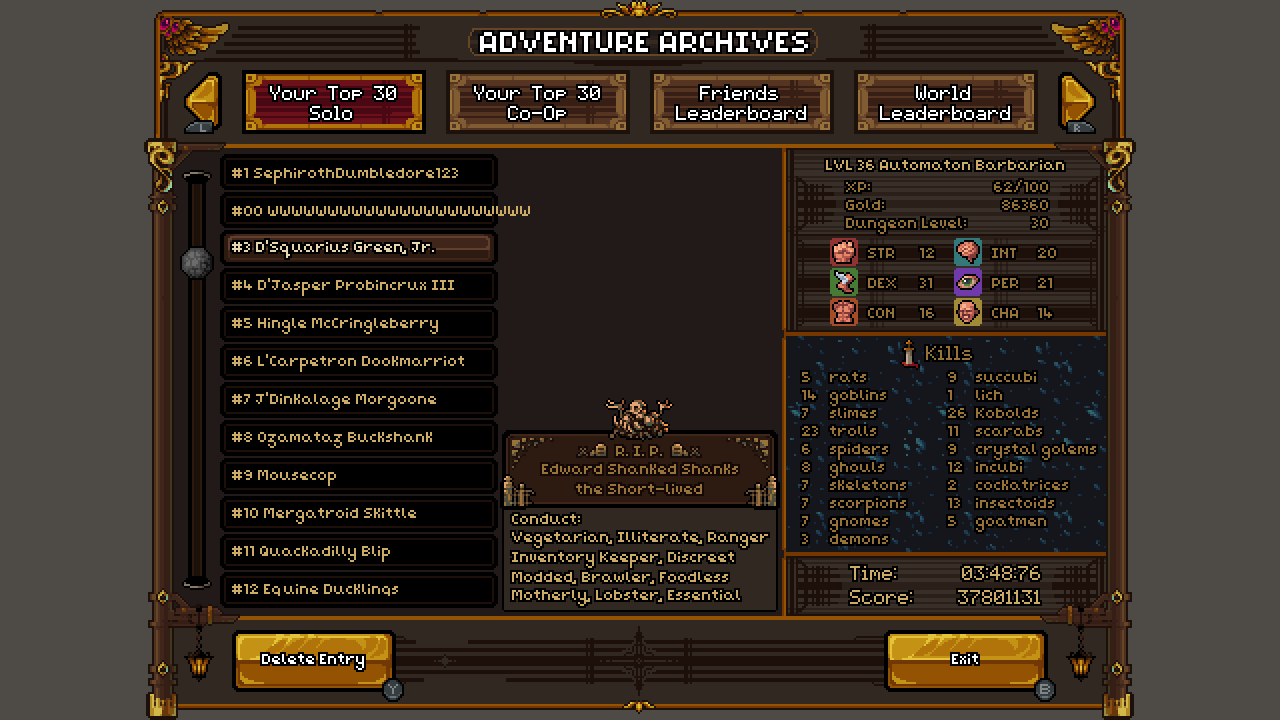 ADVENTURE ARCHIVES
Your Top 30
Solo
Your Top 30
Co-Op
Friends
Leaderboard
World
Leaderboard
L
R
#1 SephirothDumbledore123
#00 WWWWWWWWWWWWWWWWWWWWWW
#3 D'Squarius Green, Jr.
#4 D'Jasper Probincrux III
#5 Hingle McCringleberry
#6 L'Carpetron Dookmarriot
#7 J'Dinkalage Morgoone
#8 Ozamataz Buckshank
#9 Mousecop
#10 Mergatroid Skittle
#11 Quackadilly Blip
#12 Equine Ducklings
R.I.P.
Edward Shanked Shanks
the Short-lived
Conduct:
Vegetarian, Illiterate, Ranger
Inventory Keeper, Discreet
Modded, Brawler, Foodless
Motherly, Lobster, Essential
LVL 36 Automaton Barbarian
XP: 62/100
Gold: 86360
Dungeon Level: 30
STR 12 INT 20
DEX 31 PER 21
CON 16 CHA 14
Kills
5 rats 9 succubi
14 goblins 1 lich
7 slimes 26 kobolds
23 trolls 11 scarabs
6 spiders 9 crystal golems
8 ghouls 12 incubi
7 skeletons 2 cockatrices
7 scorpions 13 insectoids
7 gnomes 5 goatmen
3 demons
Time: 03:48:76
Score: 37801131
Delete Entry
Y
Exit
B